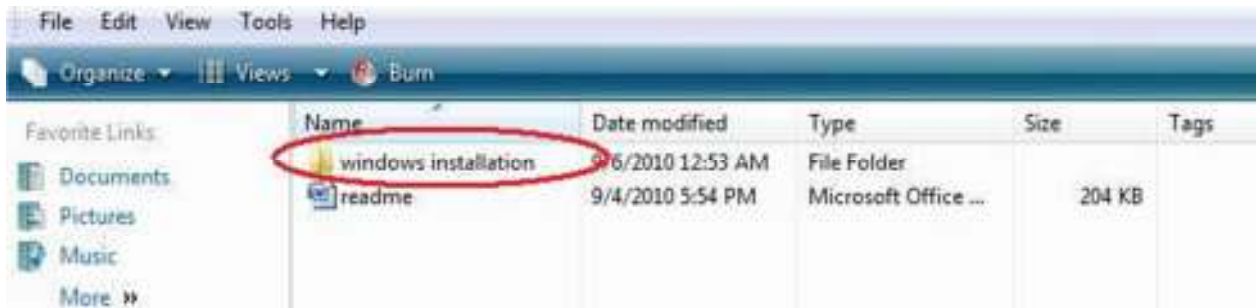 File Edit View Tools Help
Organize Views Burn
Favorite Links
Documents
Pictures
Music
More »
Name Date modified Type Size Tags
windows installation 9/6/2010 12:53 AM File Folder
readme 9/4/2010 5:54 PM Microsoft Office ... 204 KB